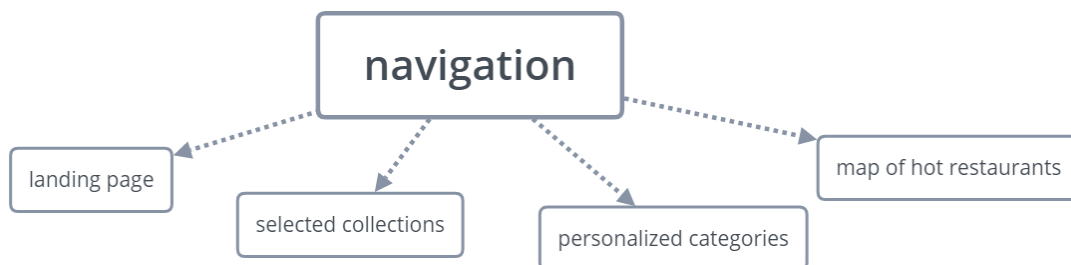 navigation
landing page
selected collections
personalized categories
map of hot restaurants